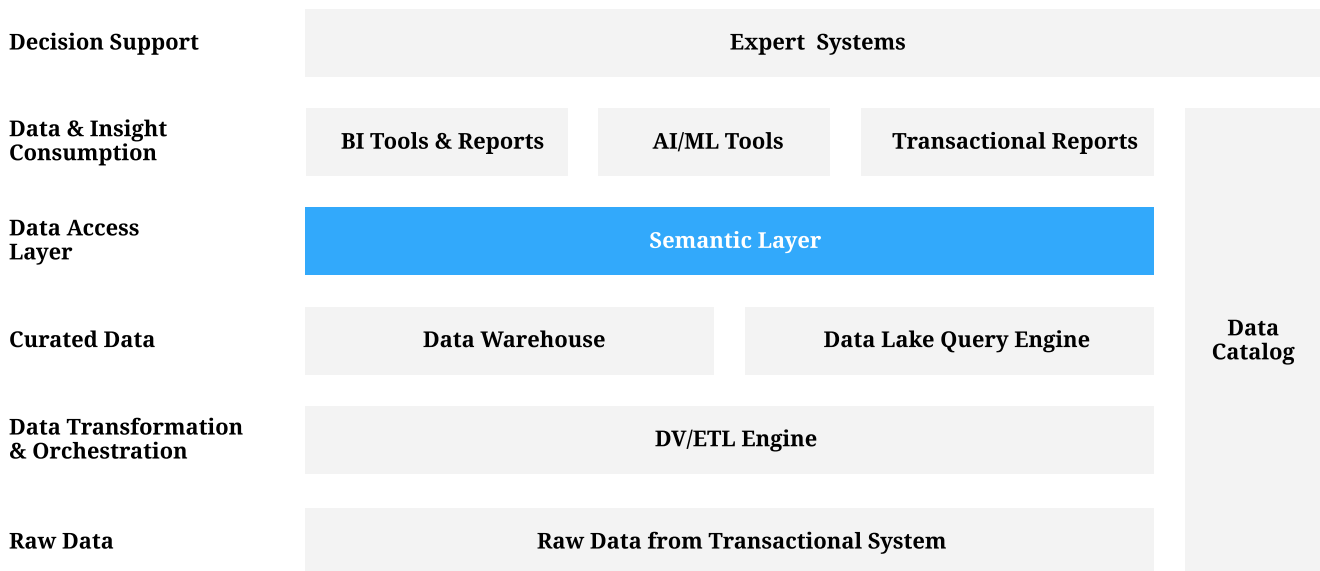 Decision Support
Expert Systems
Data & Insight
Consumption
BI Tools & Reports
AI/ML Tools
Transactional Reports
Data Access
Layer
Semantic Layer
Curated Data
Data Warehouse
Data Lake Query Engine
Data
Catalog
Data Transformation
& Orchestration
DV/ETL Engine
Raw Data
Raw Data from Transactional System